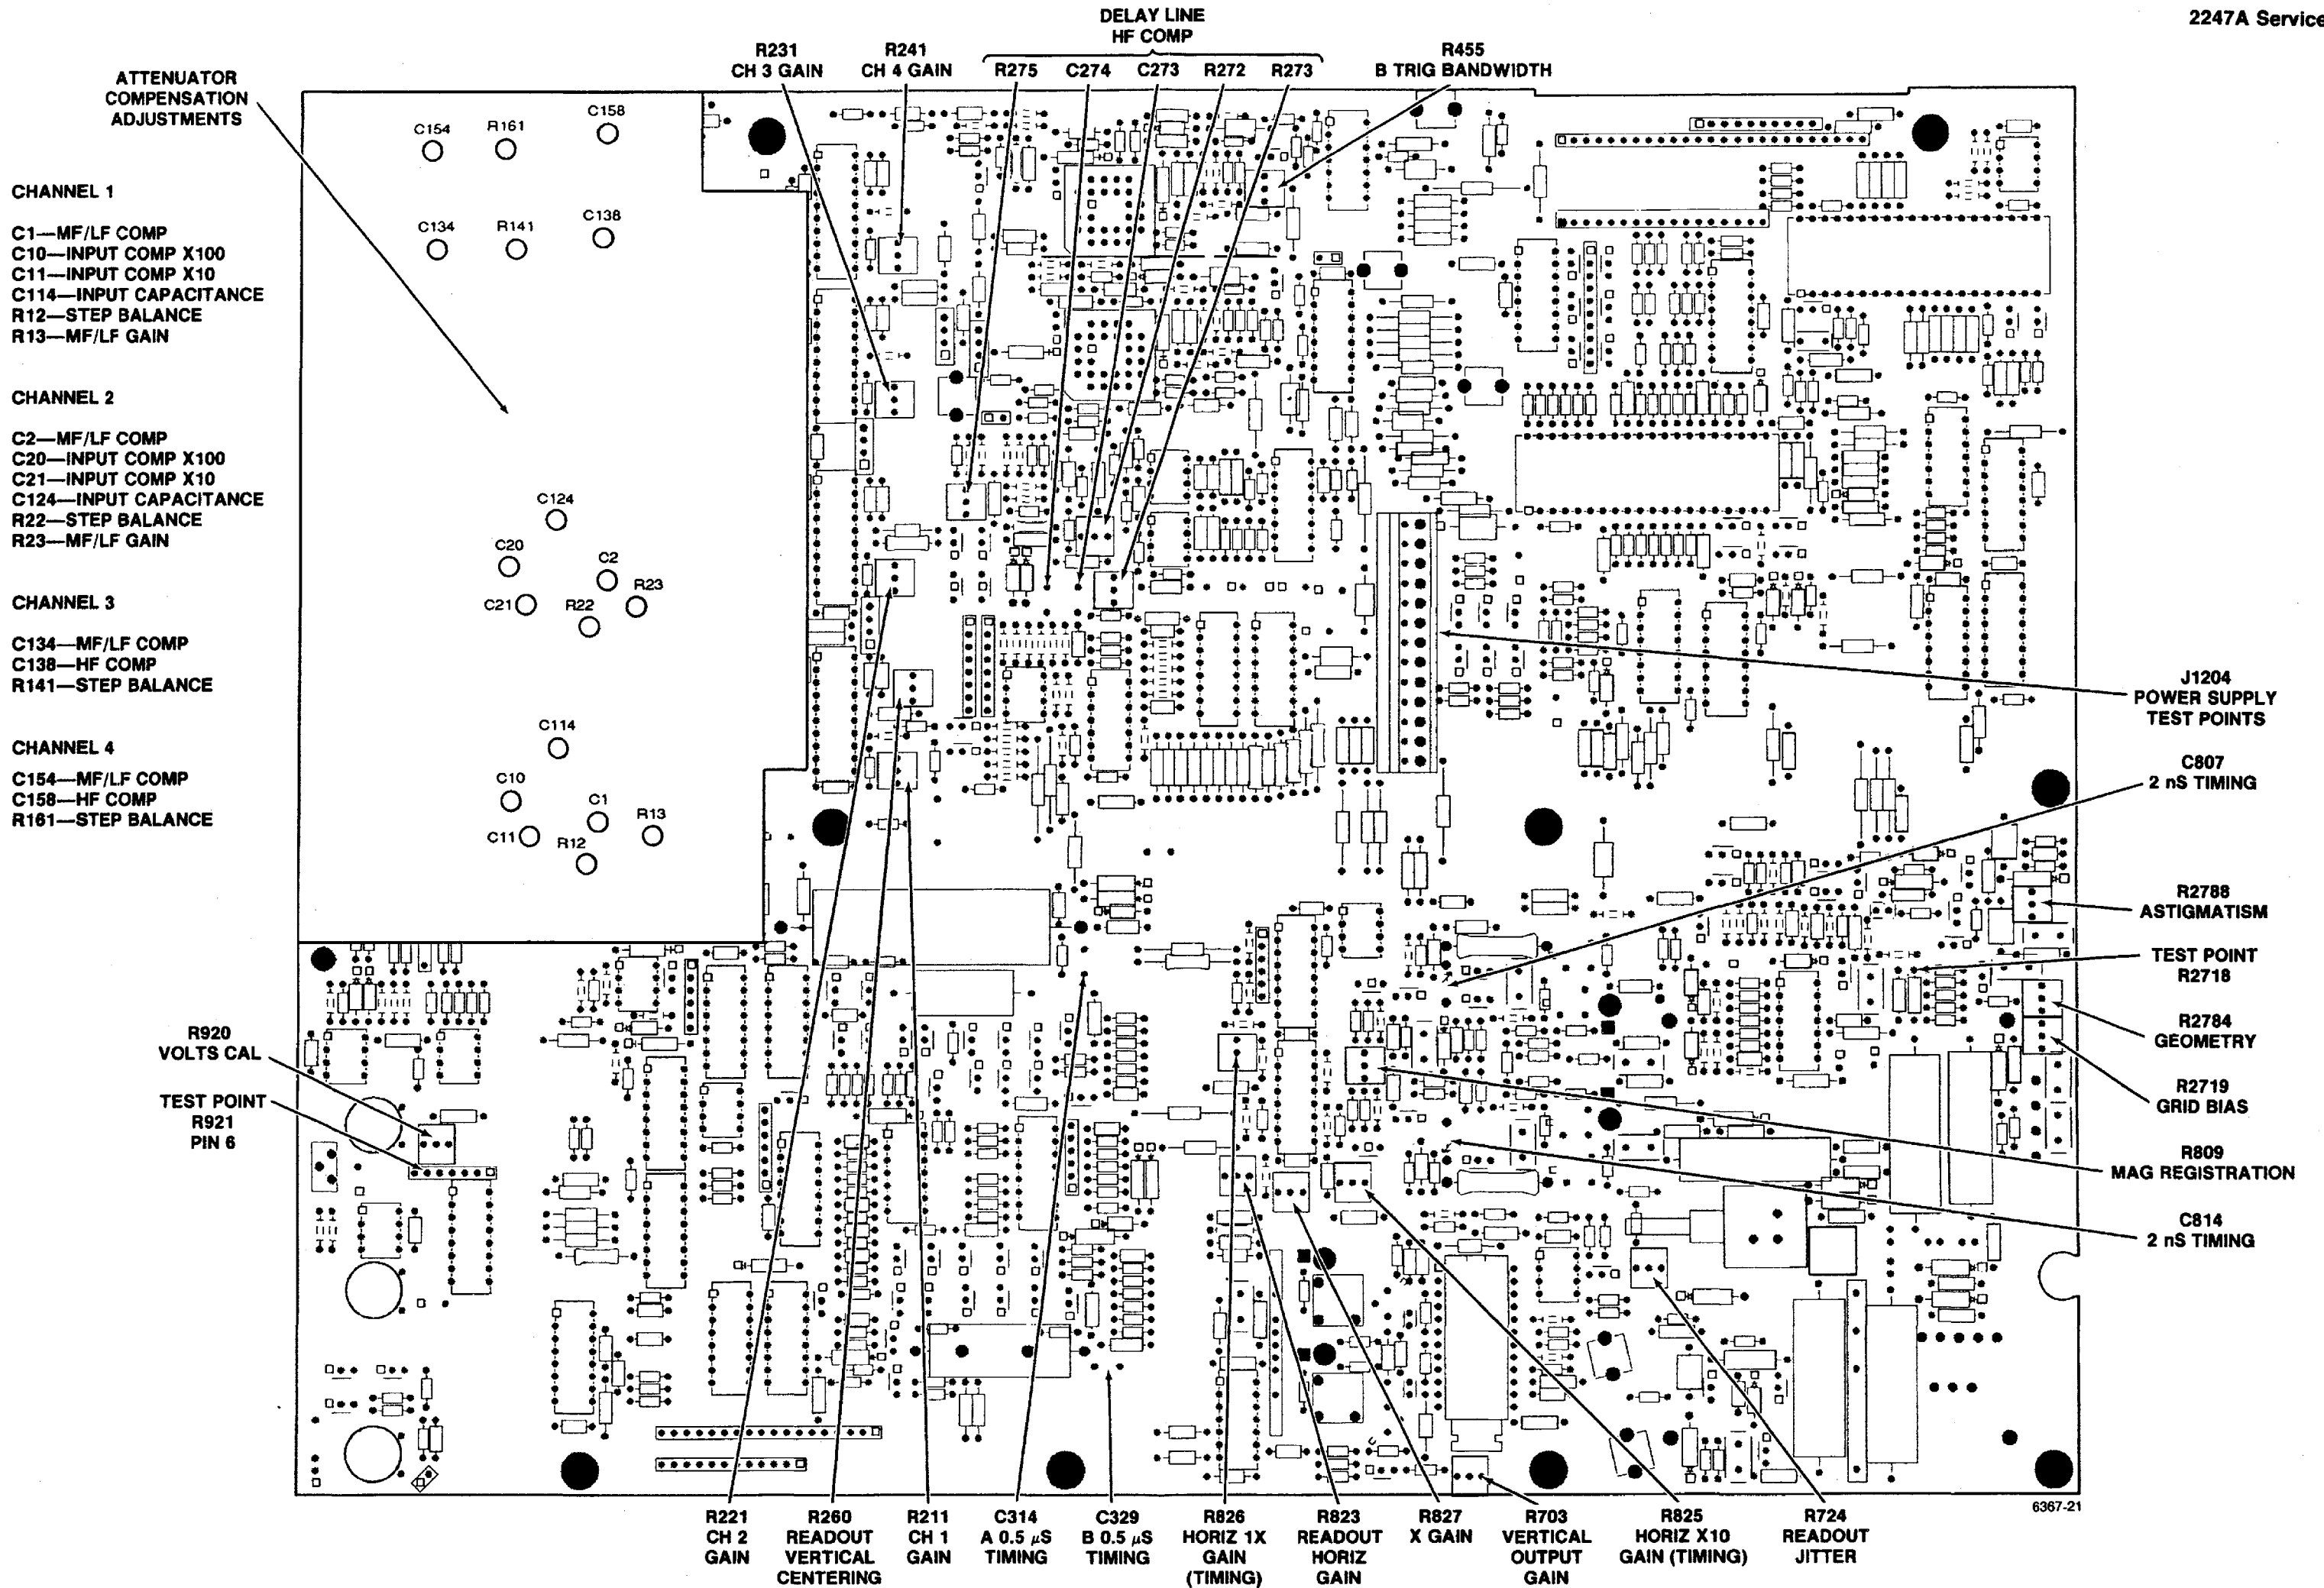 2247A Service
DELAY LINE
HF COMP
R231
CH 3 GAIN
R241
CH 4 GAIN
R275
C274
C273
R272
R273
R455
B TRIG BANDWIDTH
ATTENUATOR
COMPENSATION
ADJUSTMENTS
C154
R161
C158
C134
R141
C138
CHANNEL 1
C1—MF/LF COMP
C10—INPUT COMP X100
C11—INPUT COMP X10
C114—INPUT CAPACITANCE
R12—STEP BALANCE
R13—MF/LF GAIN
CHANNEL 2
C2—MF/LF COMP
C20—INPUT COMP X100
C21—INPUT COMP X10
C124—INPUT CAPACITANCE
R22—STEP BALANCE
R23—MF/LF GAIN
CHANNEL 3
C134—MF/LF COMP
C138—HF COMP
R141—STEP BALANCE
CHANNEL 4
C154—MF/LF COMP
C158—HF COMP
R161—STEP BALANCE
C124
C20
C2
C21
R22
R23
C114
C10
C1
R13
C11
R12
J1204
POWER SUPPLY
TEST POINTS
C807
2 nS TIMING
R2788
ASTIGMATISM
TEST POINT
R2718
R2784
GEOMETRY
R2719
GRID BIAS
R809
MAG REGISTRATION
C814
2 nS TIMING
R920
VOLTS CAL
TEST POINT
R921
PIN 6
6367-21
R221
CH 2
GAIN
R260
READOUT
VERTICAL
CENTERING
R211
CH 1
GAIN
C314
A 0.5 µS
TIMING
C329
B 0.5 µS
TIMING
R826
HORIZ 1X
GAIN
(TIMING)
R823
READOUT
HORIZ
GAIN
R827
X GAIN
R703
VERTICAL
OUTPUT
GAIN
R825
HORIZ X10
GAIN (TIMING)
R724
READOUT
JITTER